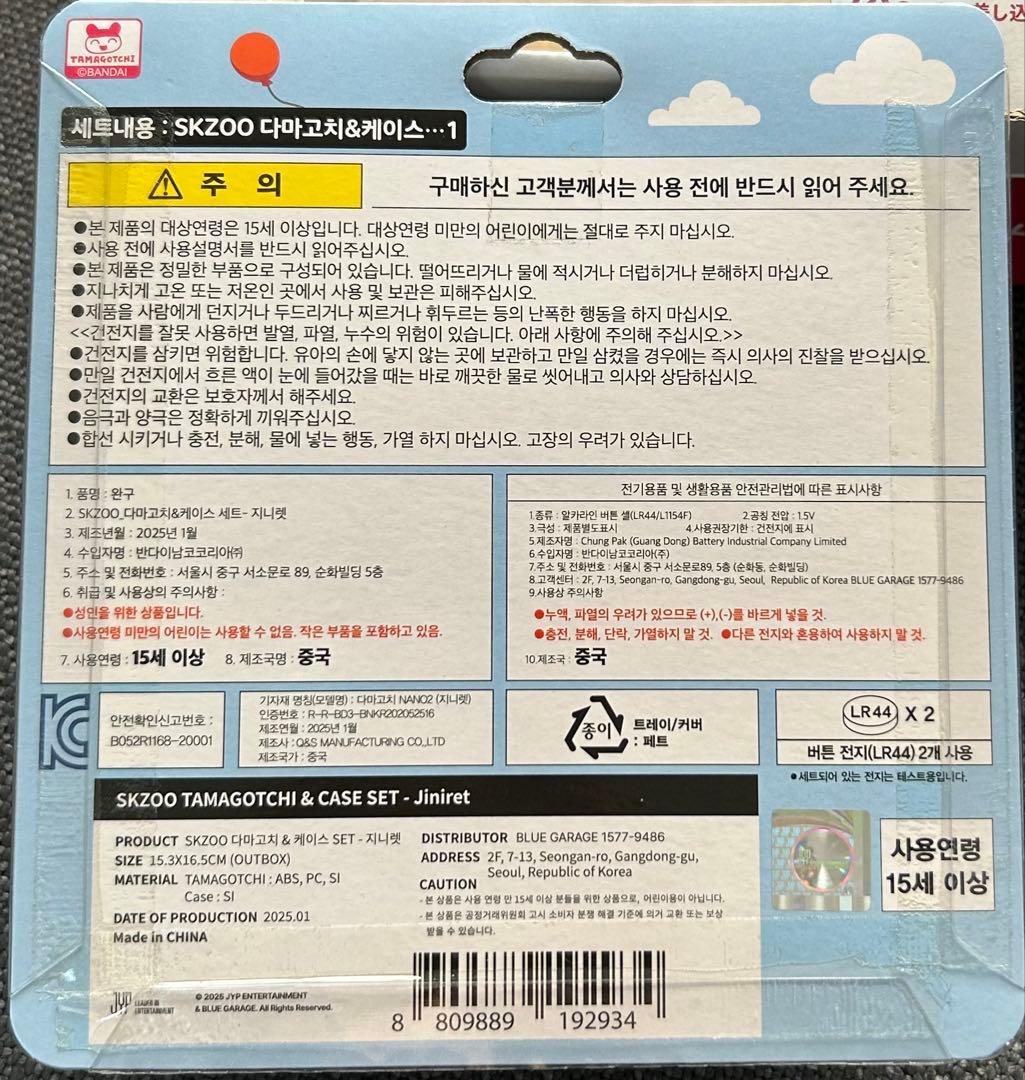 TAMAGOTCHI
©BANDAI
し込
세트내용 : SKZOO 다마고치&케이스…1
주 의
구매하신 고객분께서는 사용 전에 반드시 읽어 주세요.
●본 제품의 대상연령은 15세 이상입니다. 대상연령 미만의 어린이에게는 절대로 주지 마십시오.
●사용 전에 사용설명서를 반드시 읽어주십시오.
●본 제품은 정밀한 부품으로 구성되어 있습니다. 떨어뜨리거나 물에 적시거나 더럽히거나 분해하지 마십시오.
●지나치게 고온 또는 저온인 곳에서 사용 및 보관은 피해주십시오.
●제품을 사람에게 던지거나 두드리거나 찌르거나 휘두르는 등의 난폭한 행동을 하지 마십시오.
<<건전지를 잘못 사용하면 발열, 파열, 누수의 위험이 있습니다. 아래 사항에 주의해 주십시오.>>
●건전지를 삼키면 위험합니다. 유아의 손에 닿지 않는 곳에 보관하고 만일 삼켰을 경우에는 즉시 의사의 진찰을 받으십시오.
●만일 건전지에서 흐른 액이 눈에 들어갔을 때는 바로 깨끗한 물로 씻어내고 의사와 상담하십시오.
●건전지의 교환은 보호자께서 해주세요.
●음극과 양극은 정확하게 끼워주십시오.
●합선 시키거나 충전, 분해, 물에 넣는 행동, 가열 하지 마십시오. 고장의 우려가 있습니다.
1. 품명 : 완구
2. SKZOO_다마고치&케이스 세트- 지니렛
3. 제조년월 : 2025년 1월
4. 수입자명 : 반다이남코코리아㈜
5. 주소 및 전화번호 : 서울시 중구 서소문로 89, 순화빌딩 5층
6. 취급 및 사용상의 주의사항 :
●성인을 위한 상품입니다.
●사용연령 미만의 어린이는 사용할 수 없음. 작은 부품을 포함하고 있음.
7. 사용연령 : 15세 이상 8. 제조국명 : 중국
전기용품 및 생활용품 안전관리법에 따른 표시사항
1.종류 : 알카라인 버튼 셀(LR44/L1154F) 2.공칭 전압 : 1.5V
3.극성 : 제품별도표시 4.사용권장기한 : 건전지에 표시
5.제조자명 : Chung Pak (Guang Dong) Battery Industrial Company Limited
6.수입자명 : 반다이남코코리아(주)
7.주소 및 전화번호 : 서울시 중구 서소문로89, 5층 (순화동, 순화빌딩)
8.고객센터 : 2F, 7-13, Seongan-ro, Gangdong-gu, Seoul, Republic of Korea BLUE GARAGE 1577-9486
9.사용상 주의사항
●누액, 파열의 우려가 있으므로 (+),(-)를 바르게 넣을 것.
●충전, 분해, 단락, 가열하지 말 것. ●다른 전지와 혼용하여 사용하지 말 것.
10.제조국 : 중국
안전확인신고번호 :
B052R1168-20001
기자재 명칭(모델명) : 다마고치 NANO2 (지니렛)
인증번호 : R-R-BD3-BNKR202052516
제조연월 : 2025년 1월
제조사 : Q&S MANUFACTURING CO.,LTD
제조국가 : 중국
종이
트레이/커버
: 페트
LR44 X 2
버튼 전지(LR44) 2개 사용
●세트되어 있는 전지는 테스트용입니다.
SKZOO TAMAGOTCHI & CASE SET - Jiniret
PRODUCT SKZOO 다마고치 & 케이스 SET - 지니렛
SIZE 15.3X16.5CM (OUTBOX)
MATERIAL TAMAGOTCHI : ABS, PC, SI
Case : SI
DATE OF PRODUCTION 2025.01
Made in CHINA
DISTRIBUTOR BLUE GARAGE 1577-9486
ADDRESS 2F, 7-13, Seongan-ro, Gangdong-gu,
Seoul, Republic of Korea
CAUTION
- 본 상품은 사용 연령 만 15세 이상 분들을 위한 상품으로, 어린이용이 아닙니다.
- 본 상품은 공정거래위원회 고시 소비자 분쟁 해결 기준에 의거 교환 또는 보상
받을 수 있습니다.
사용연령
15세 이상
JYP LEADER IN
ENTERTAINMENT
© 2025 JYP ENTERTAINMENT
& BLUE GARAGE. All Rights Reserved.
8 809889 192934